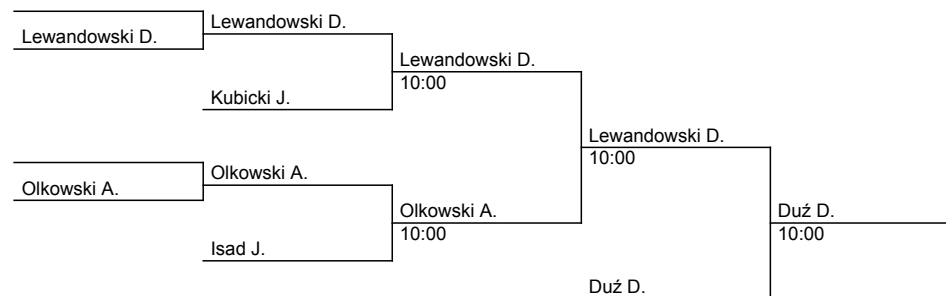 Lewandowski D.
Lewandowski D.
Lewandowski D.
10:00
Kubicki J.
Lewandowski D.
10:00
Olkowski A.
Olkowski A.
Olkowski A.
10:00
Isad J.
Duź D.
10:00
Duź D.